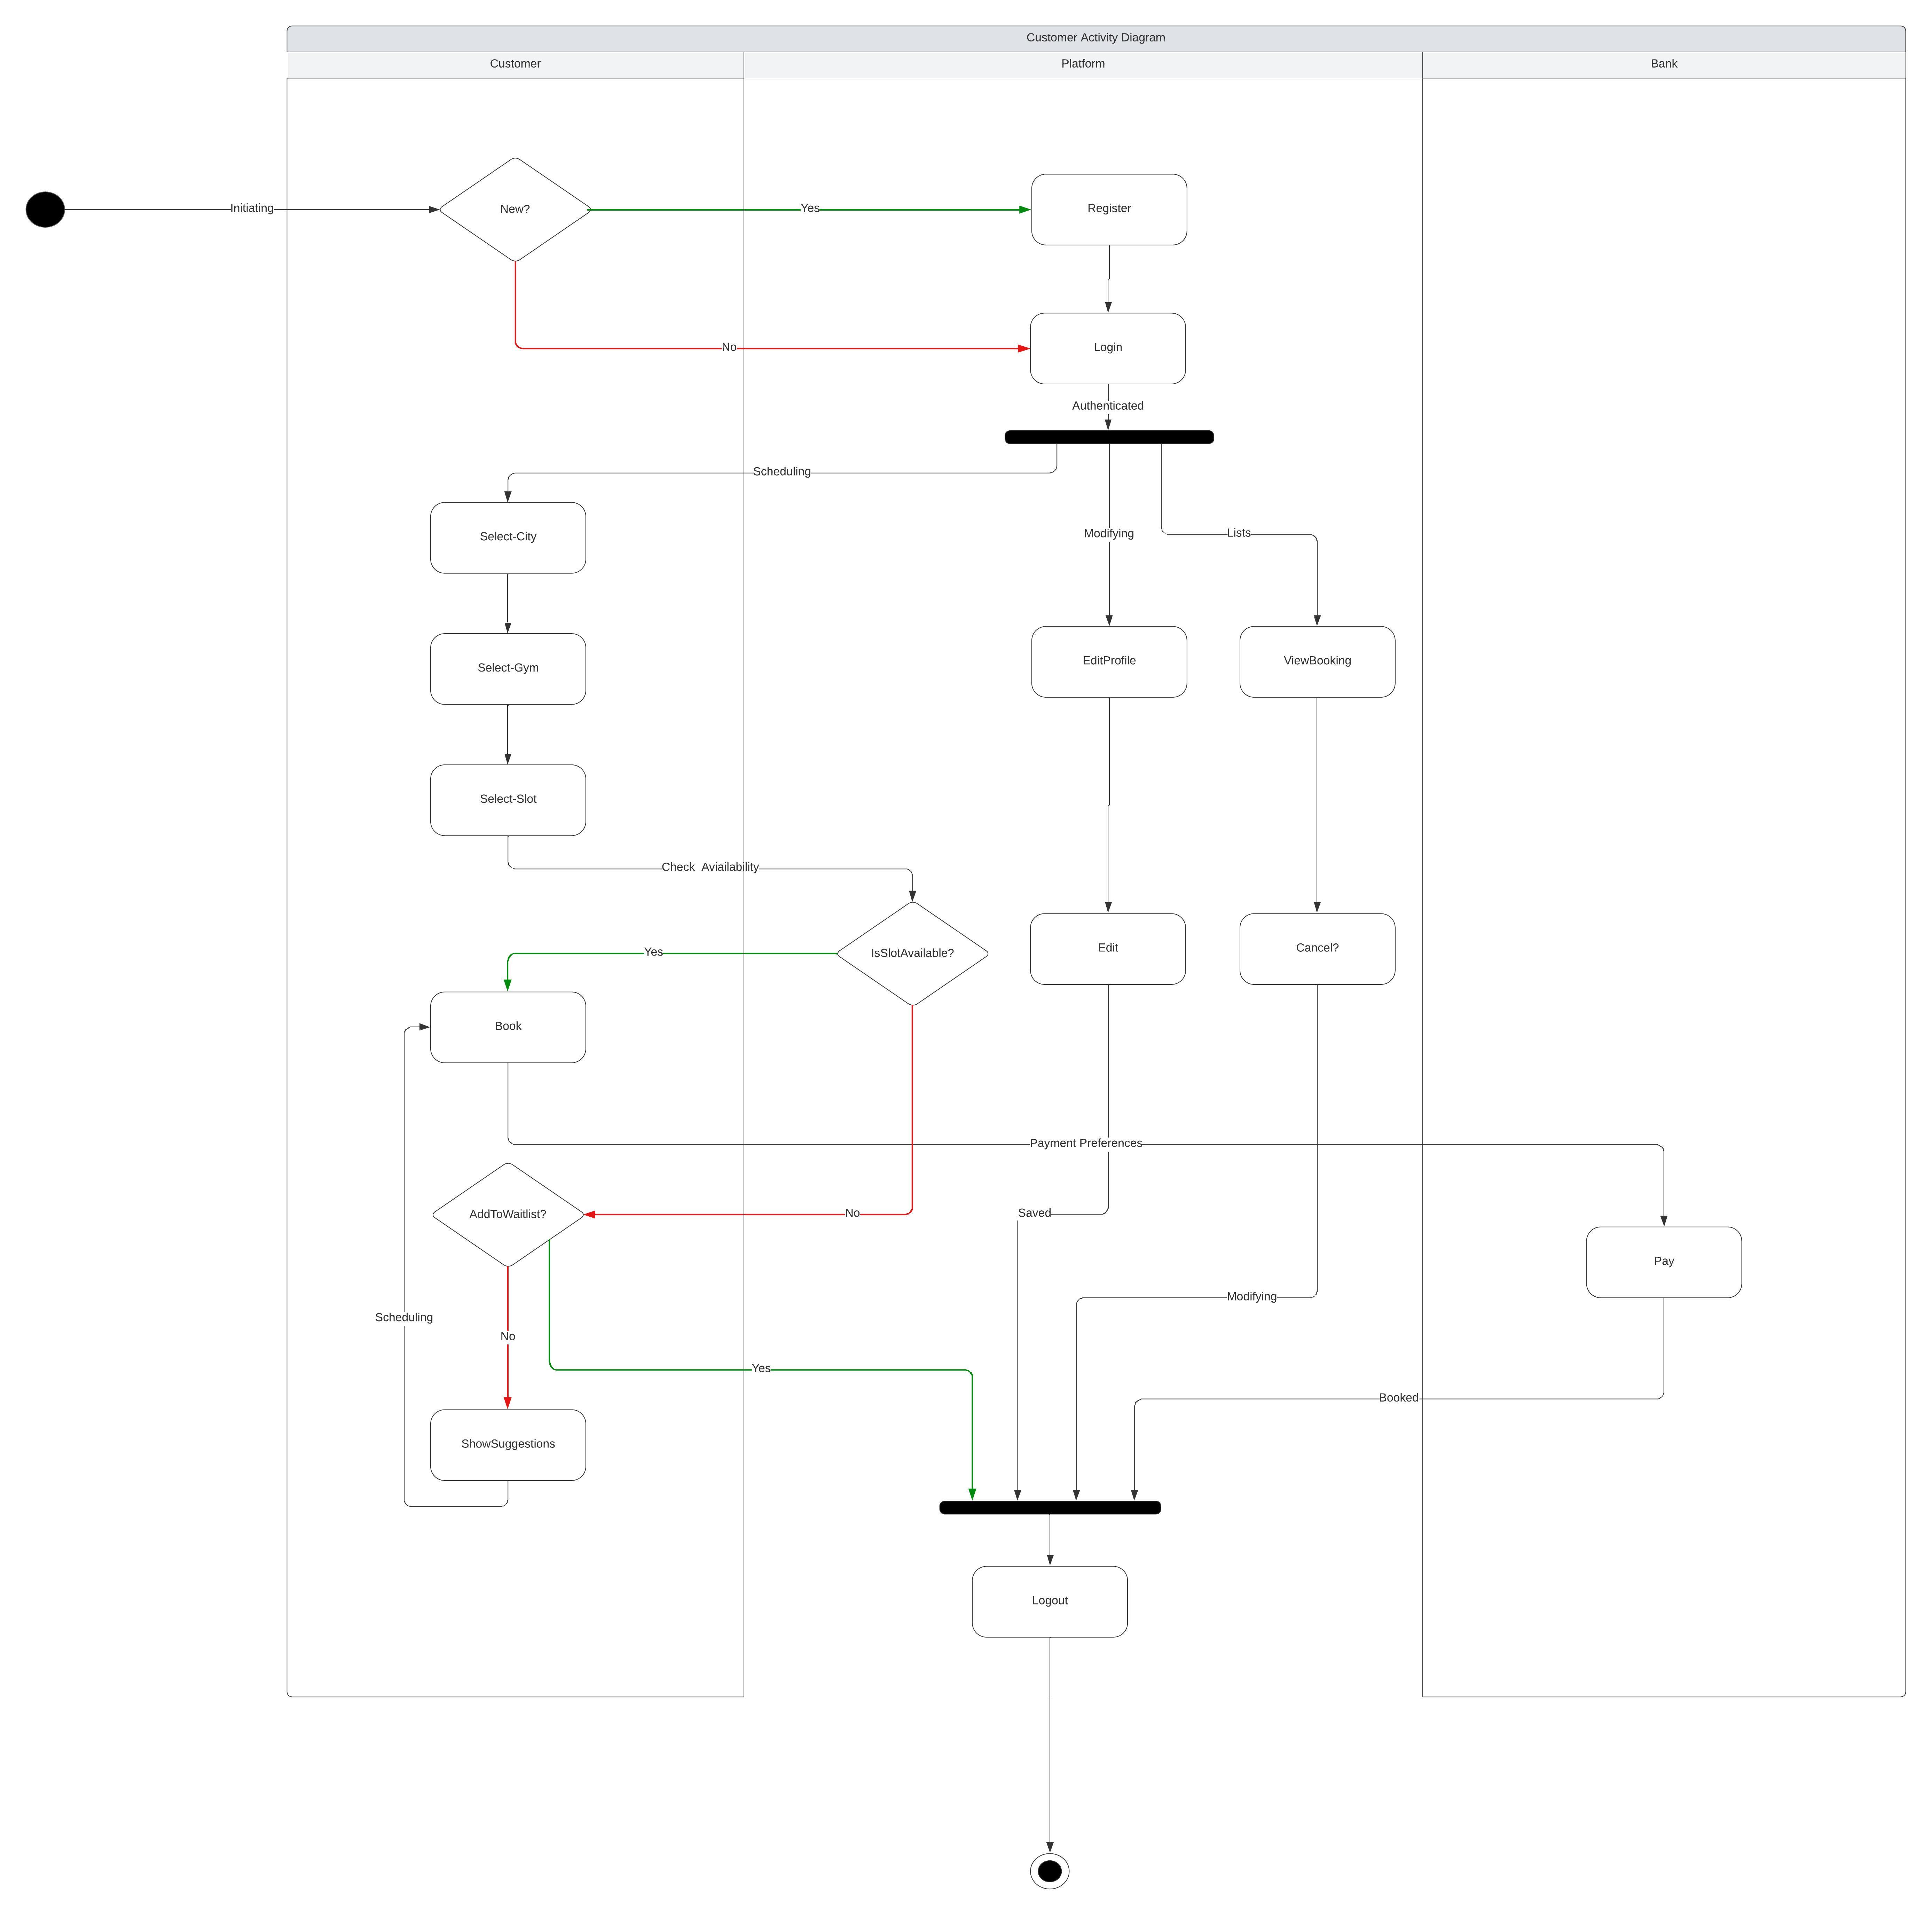 Customer Activity Diagram
Customer
Platform
Bank
Initiating
New?
Yes
Register
No
Login
Authenticated
Scheduling
Select-City
Modifying
Lists
Select-Gym
EditProfile
ViewBooking
Select-Slot
Check  Aviailability
Yes
IsSlotAvailable?
Edit
Cancel?
Book
Payment Preferences
AddToWaitlist?
No
Saved
Pay
Modifying
Scheduling
No
Yes
Booked
ShowSuggestions
Logout